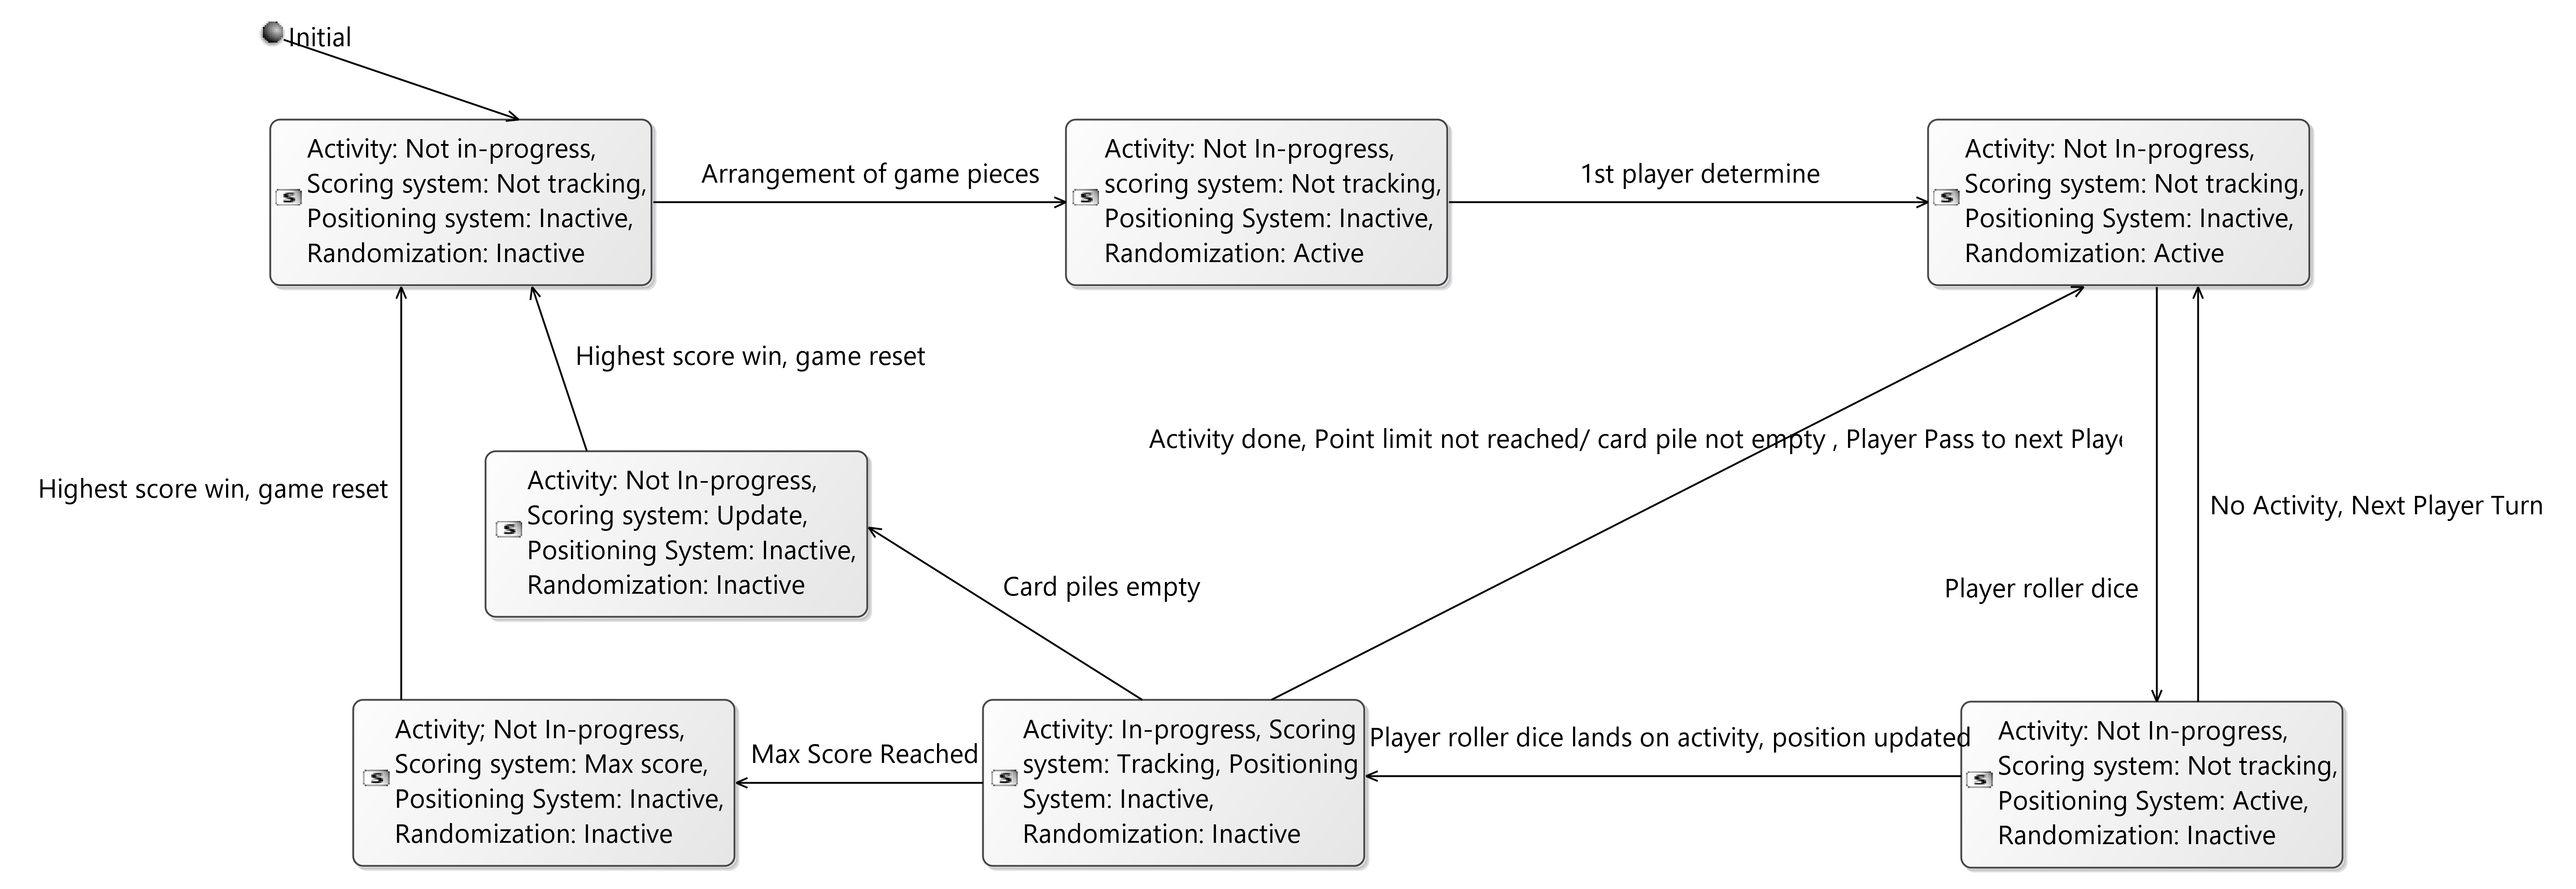 Initial
Activity: Not in-progress,
Scoring system: Not tracking,
Positioning system: Inactive,
Randomization: Inactive
Arrangement of game pieces
Activity: Not In-progress,
scoring system: Not tracking,
Positioning System: Inactive,
Randomization: Active
1st player determine
Activity: Not In-progress,
Scoring system: Not tracking,
Positioning System: Inactive,
Randomization: Active
Highest score win, game reset
Activity done, Point limit not reached/ card pile not empty , Player Pass to next
Highest score win, game reset
Activity: Not In-progress,
Scoring system: Update,
Positioning System: Inactive,
Randomization: Inactive
No Activity, Next Player Turn
Card piles empty
Player roller dice
Activity; Not In-progress,
Scoring system: Max score,
Positioning System: Inactive,
Randomization: Inactive
Max Score Reached
Activity: In-progress, Scoring
system: Tracking, Positioning
System: Inactive,
Randomization: Inactive
Player roller dice lands on activity, position updated
Activity: Not In-progress,
Scoring system: Not tracking,
Positioning System: Active,
Randomization: Inactive